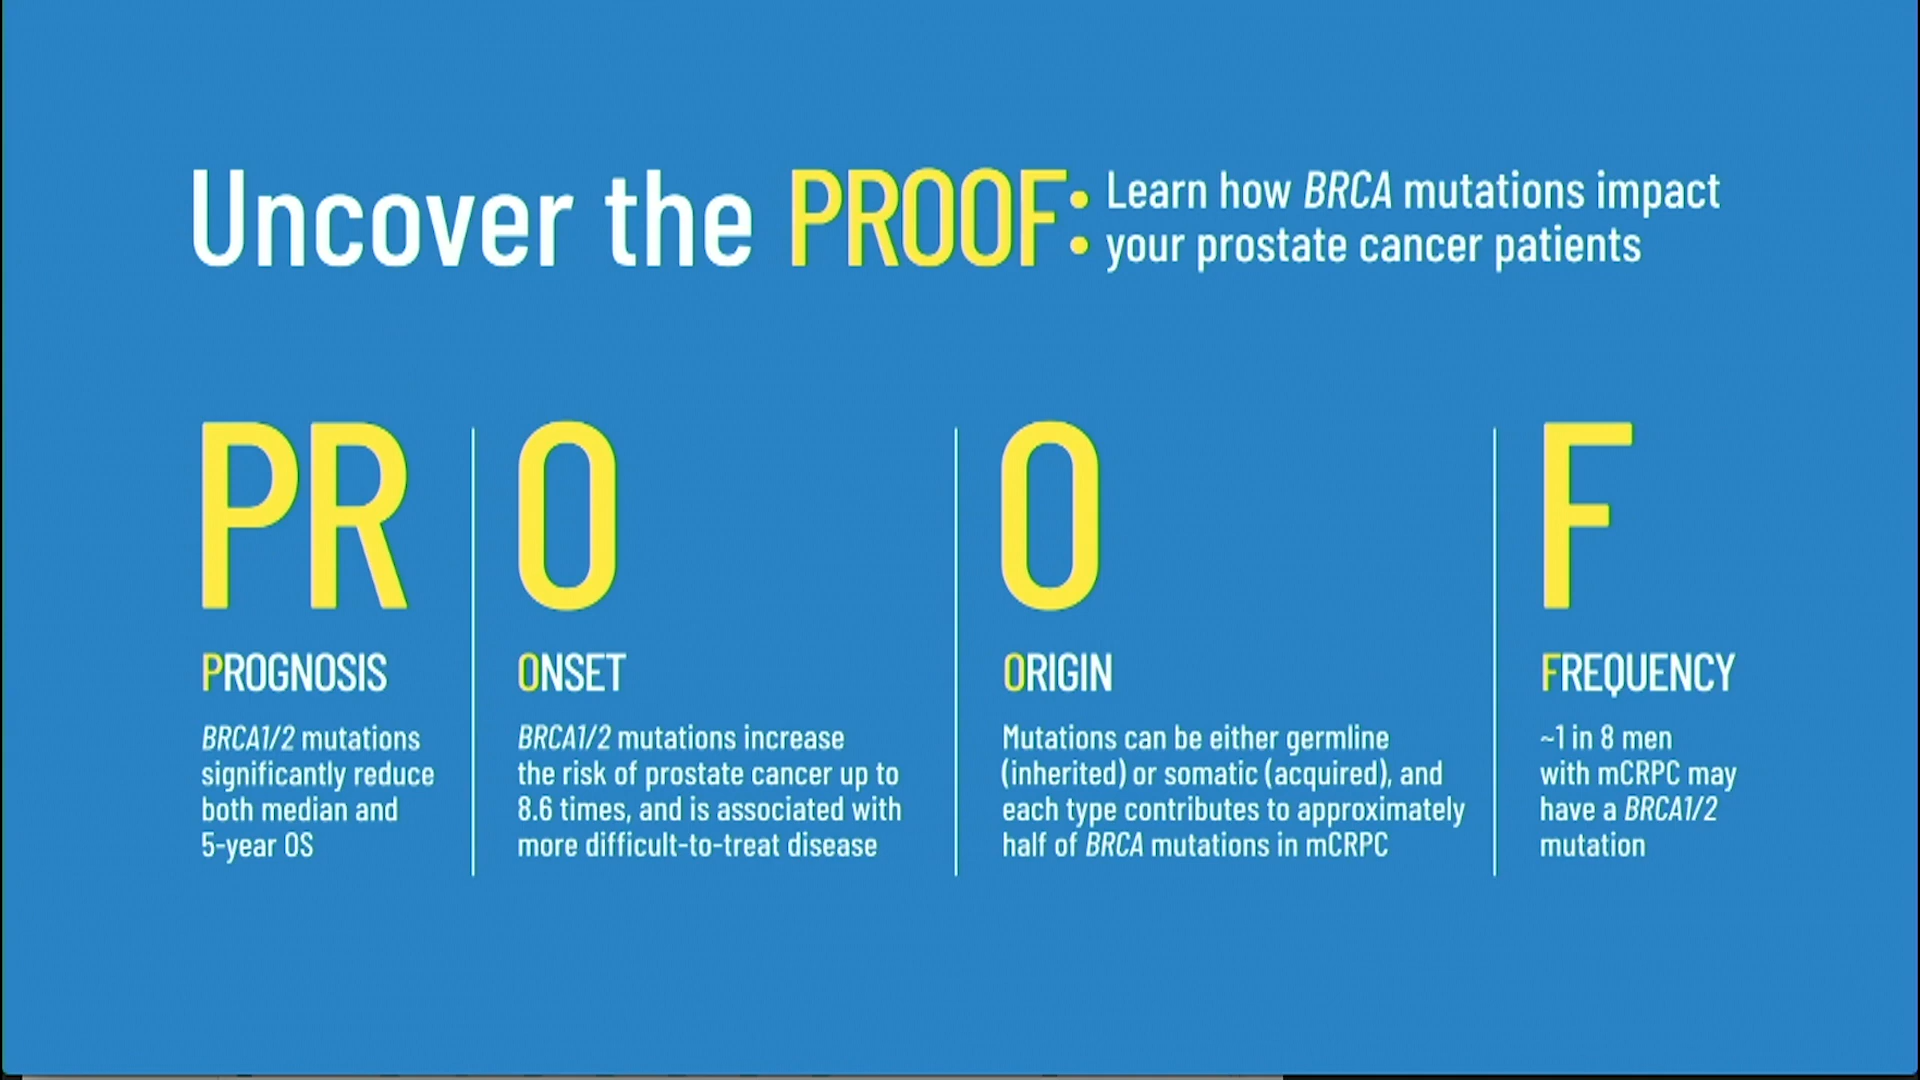 Uncover the PROOF: Learn how BRCA mutations impact
your prostate cancer patients
PR
PROGNOSIS
BRCA1/2 mutations
significantly reduce
both median and
5-year OS
O
ONSET
BRCA1/2 mutations increase
the risk of prostate cancer up to
8.6 times, and is associated with
more difficult-to-treat disease
O
ORIGIN
Mutations can be either germline
(inherited) or somatic (acquired), and
each type contributes to approximately
half of BRCA mutations in mCRPC
F
FREQUENCY
~1 in 8 men
with mCRPC may
have a BRCA1/2
mutation